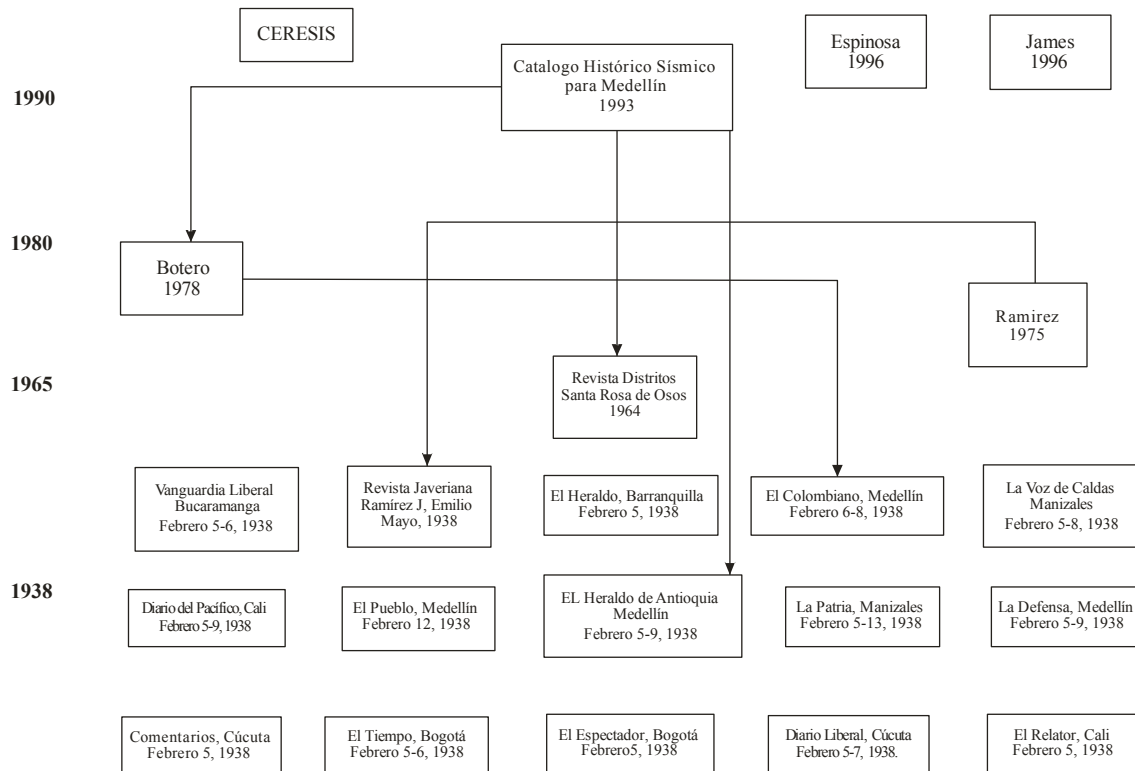 CERESIS
Catalogo Histórico Sísmico
para Medellín
1993
Espinosa
1996
James
1996
1990
1980
Botero
1978
Ramirez
1975
1965
Revista Distritos
Santa Rosa de Osos
1964
Vanguardia Liberal
Bucaramanga
Febrero 5-6, 1938
Revista Javeriana
Ramírez J, Emilio
Mayo, 1938
El Heraldo, Barranquilla
Febrero 5, 1938
El Colombiano, Medellín
Febrero 6-8, 1938
La Voz de Caldas
Manizales
Febrero 5-8, 1938
1938
Diario del Pacífico, Cali
Febrero 5-9, 1938
El Pueblo, Medellín
Febrero 12, 1938
EL Heraldo de Antioquia
Medellín
Febrero 5-9, 1938
La Patria, Manizales
Febrero 5-13, 1938
La Defensa, Medellín
Febrero 5-9, 1938
Comentarios, Cúcuta
Febrero 5, 1938
El Tiempo, Bogotá
Febrero 5-6, 1938
El Espectador, Bogotá
Febrero5, 1938
Diario Liberal, Cúcuta
Febrero 5-7, 1938.
El Relator, Cali
Febrero 5, 1938